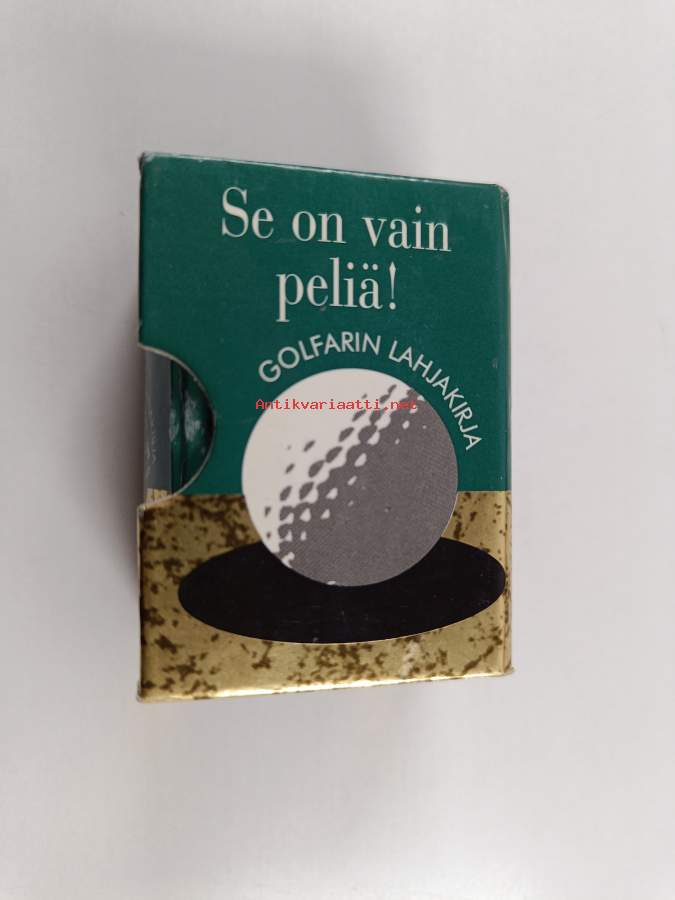 Se on vain
peliä!
GOLFARIN LAHJAKIRJA
Antikvariaatti.net